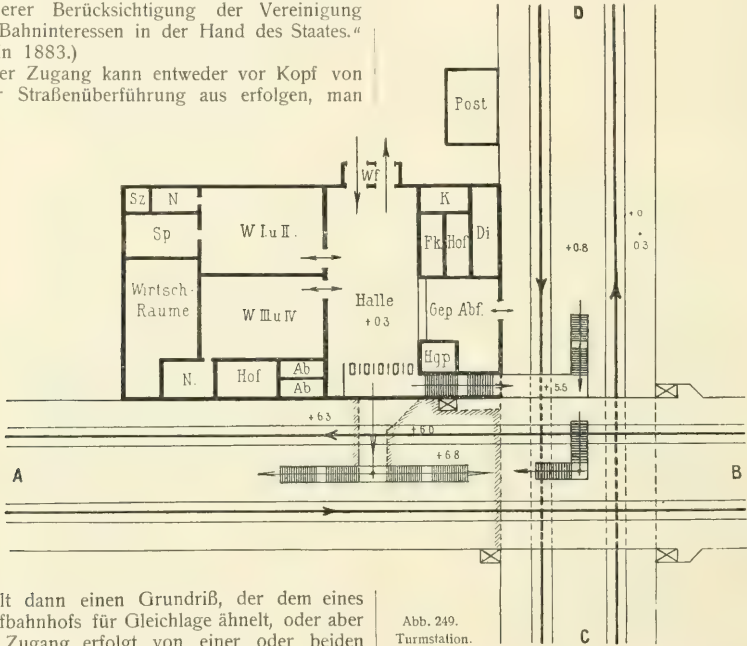 erer Berücksichtigung der Vereinigung
Bahninteressen in der Hand des Staates.“
n 1883.)
er Zugang kann entweder vor Kopf von
r Straßenüberführung aus erfolgen, man
D
Post
Wf
Sz N
K
Sp
W I. u II.
Pk Hof Di
+0
0.3
+0.8
Wirtsch-
Räume
W III u IV
Halle
+0.3
Gep Abf.
Hgp
N.
Hof
Ab
Ab
+5.5
+6.3
+6.0
+6.8
A
B
lt dann einen Grundriß, der dem eines
fbahnhofs für Gleichlage ähnelt, oder aber
Zugang erfolgt von einer oder beiden
Abb. 249.
Turmstation.
C